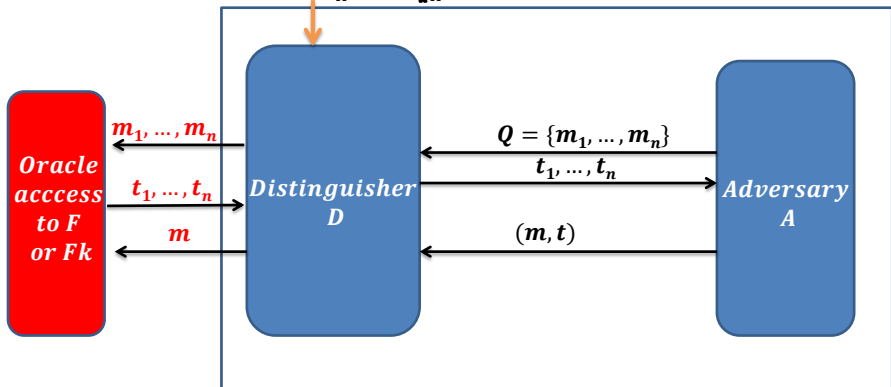 m₁, … , mₙ
t₁, … , tₙ
m
Oracle
acccess
to F
or Fk
Distinguisher
D
Q = {m₁, … , mₙ}
t₁, … , tₙ
(m, t)
Adversary
A